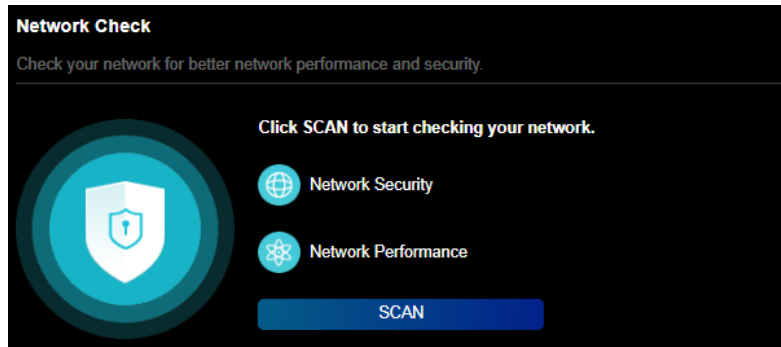 Network Check
Check your network for better network performance and security.
Click SCAN to start checking your network.
Network Security
Network Performance
SCAN